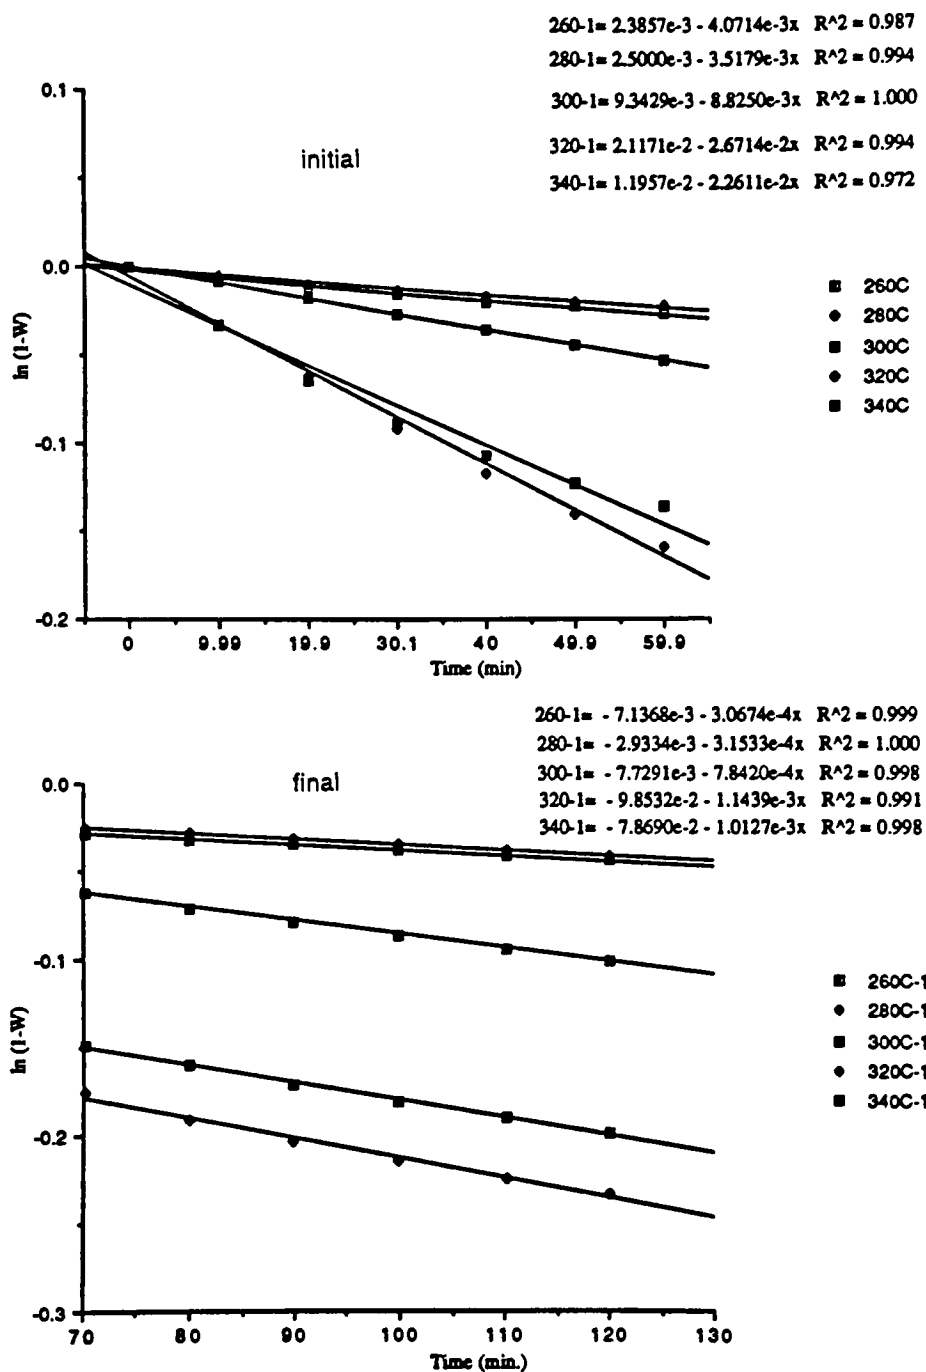 260-1= 2.3857e-3 - 4.0714e-3x R^2 = 0.987
280-1= 2.5000e-3 - 3.5179e-3x R^2 = 0.994
300-1= 9.3429e-3 - 8.8250e-3x R^2 = 1.000
320-1= 2.1171e-2 - 2.6714e-2x R^2 = 0.994
340-1= 1.1957e-2 - 2.2611e-2x R^2 = 0.972
initial
0.1
0.0
-0.1
-0.2
ln (1-W)
260C
280C
300C
320C
340C
0 9.99 19.9 30.1 40 49.9 59.9
Time (min)
260-1= - 7.1368e-3 - 3.0674e-4x R^2 = 0.999
280-1= - 2.9334e-3 - 3.1533e-4x R^2 = 1.000
300-1= - 7.7291e-3 - 7.8420e-4x R^2 = 0.998
320-1= - 9.8532e-2 - 1.1439e-3x R^2 = 0.991
340-1= - 7.8690e-2 - 1.0127e-3x R^2 = 0.998
final
0.0
-0.1
-0.2
-0.3
ln (1-W)
260C-1
280C-1
300C-1
320C-1
340C-1
70 80 90 100 110 120 130
Time (min.)